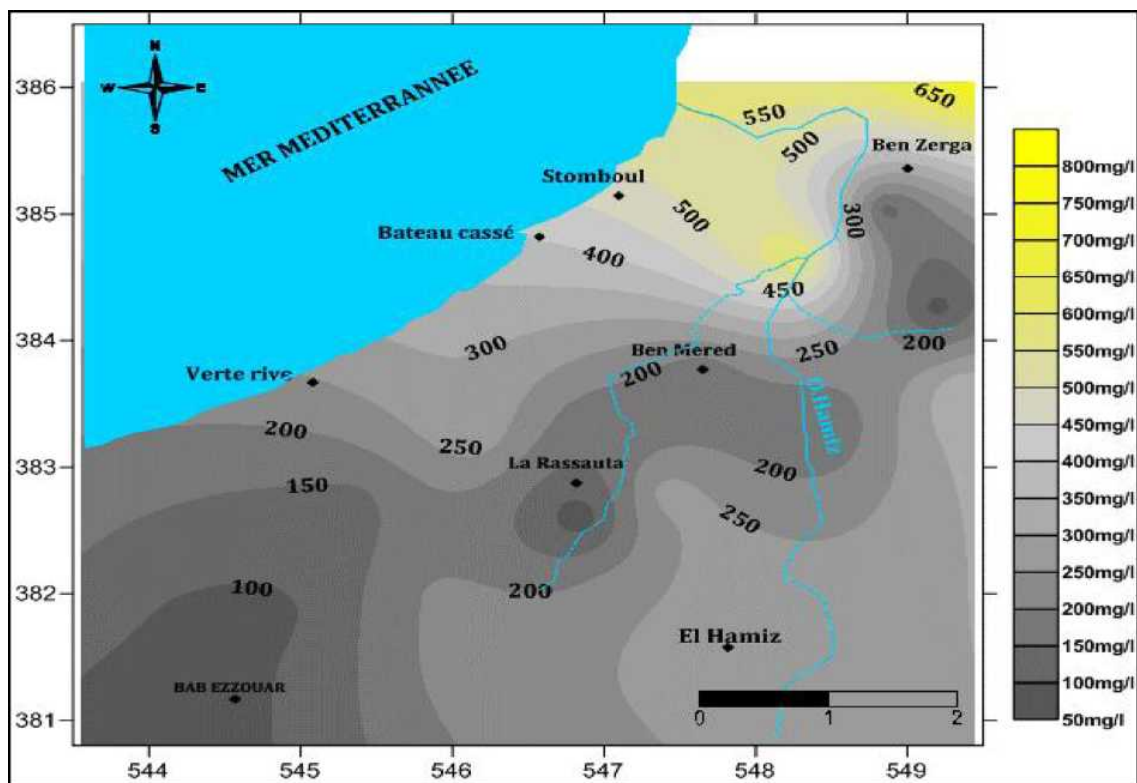 386
385
384
383
382
381
544
545
546
547
548
549
N
W
E
S
MER MEDITERRANNEE
650
550
500
Ben Zerga
Stomboul
500
300
Bateau cassé
400
450
300
Ben Mered
250
200
Verte rive
200
200
250
La Rassauta
200
O.Hamiz
150
250
100
200
El Hamiz
BAB EZZOUAR
0
1
2
800mg/l
750mg/l
700mg/l
650mg/l
600mg/l
550mg/l
500mg/l
450mg/l
400mg/l
350mg/l
300mg/l
250mg/l
200mg/l
150mg/l
100mg/l
50mg/l